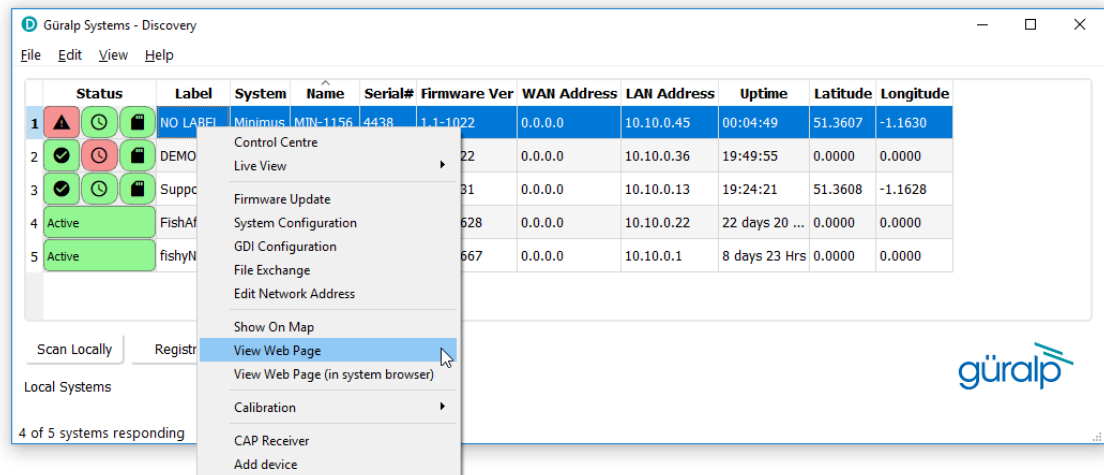 Güralp Systems - Discovery
File Edit View Help
Status Label System Name Serial# Firmware Ver WAN Address LAN Address Uptime Latitude Longitude
1 NO LABEL Minimus MIN-1156 4438 1.1-1022 0.0.0.0 10.10.0.45 00:04:49 51.3607 -1.1630
2 DEMO 22 0.0.0.0 10.10.0.36 19:49:55 0.0000 0.0000
3 Suppo 31 0.0.0.0 10.10.0.13 19:24:21 51.3608 -1.1628
4 Active FishAf 628 0.0.0.0 10.10.0.22 22 days 20 ... 0.0000 0.0000
5 Active fishyN 667 0.0.0.0 10.10.0.1 8 days 23 Hrs 0.0000 0.0000
Control Centre
Live View
Firmware Update
System Configuration
GDI Configuration
File Exchange
Edit Network Address
Show On Map
View Web Page
View Web Page (in system browser)
Calibration
CAP Receiver
Add device
Scan Locally Registr
Local Systems
4 of 5 systems responding
güralp